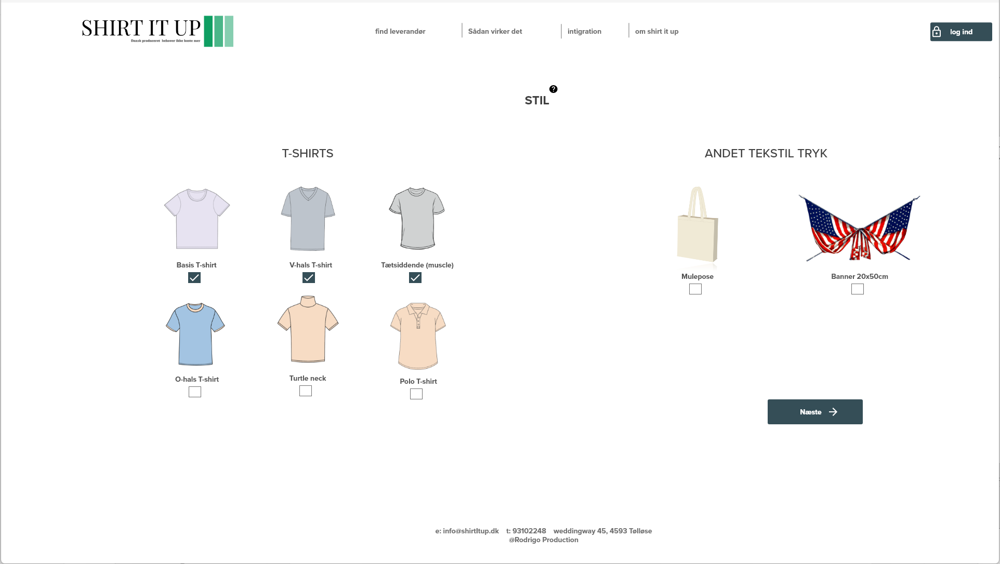 SHIRT IT UP
Dansk produceret behover ikke koste mer
find leverandør
Sådan virker det
intigration
om shirt it up
log ind
?
STIL
T-SHIRTS
ANDET TEKSTIL TRYK
Basis T-shirt
V-hals T-shirt
Tætsiddende (muscle)
Mulepose
Banner 20x50cm
O-hals T-shirt
Turtle neck
Polo T-shirt
Næste
e: info@shirtItup.dk t: 93102248 weddingway 45, 4593 Tølløse
@Rodrigo Production